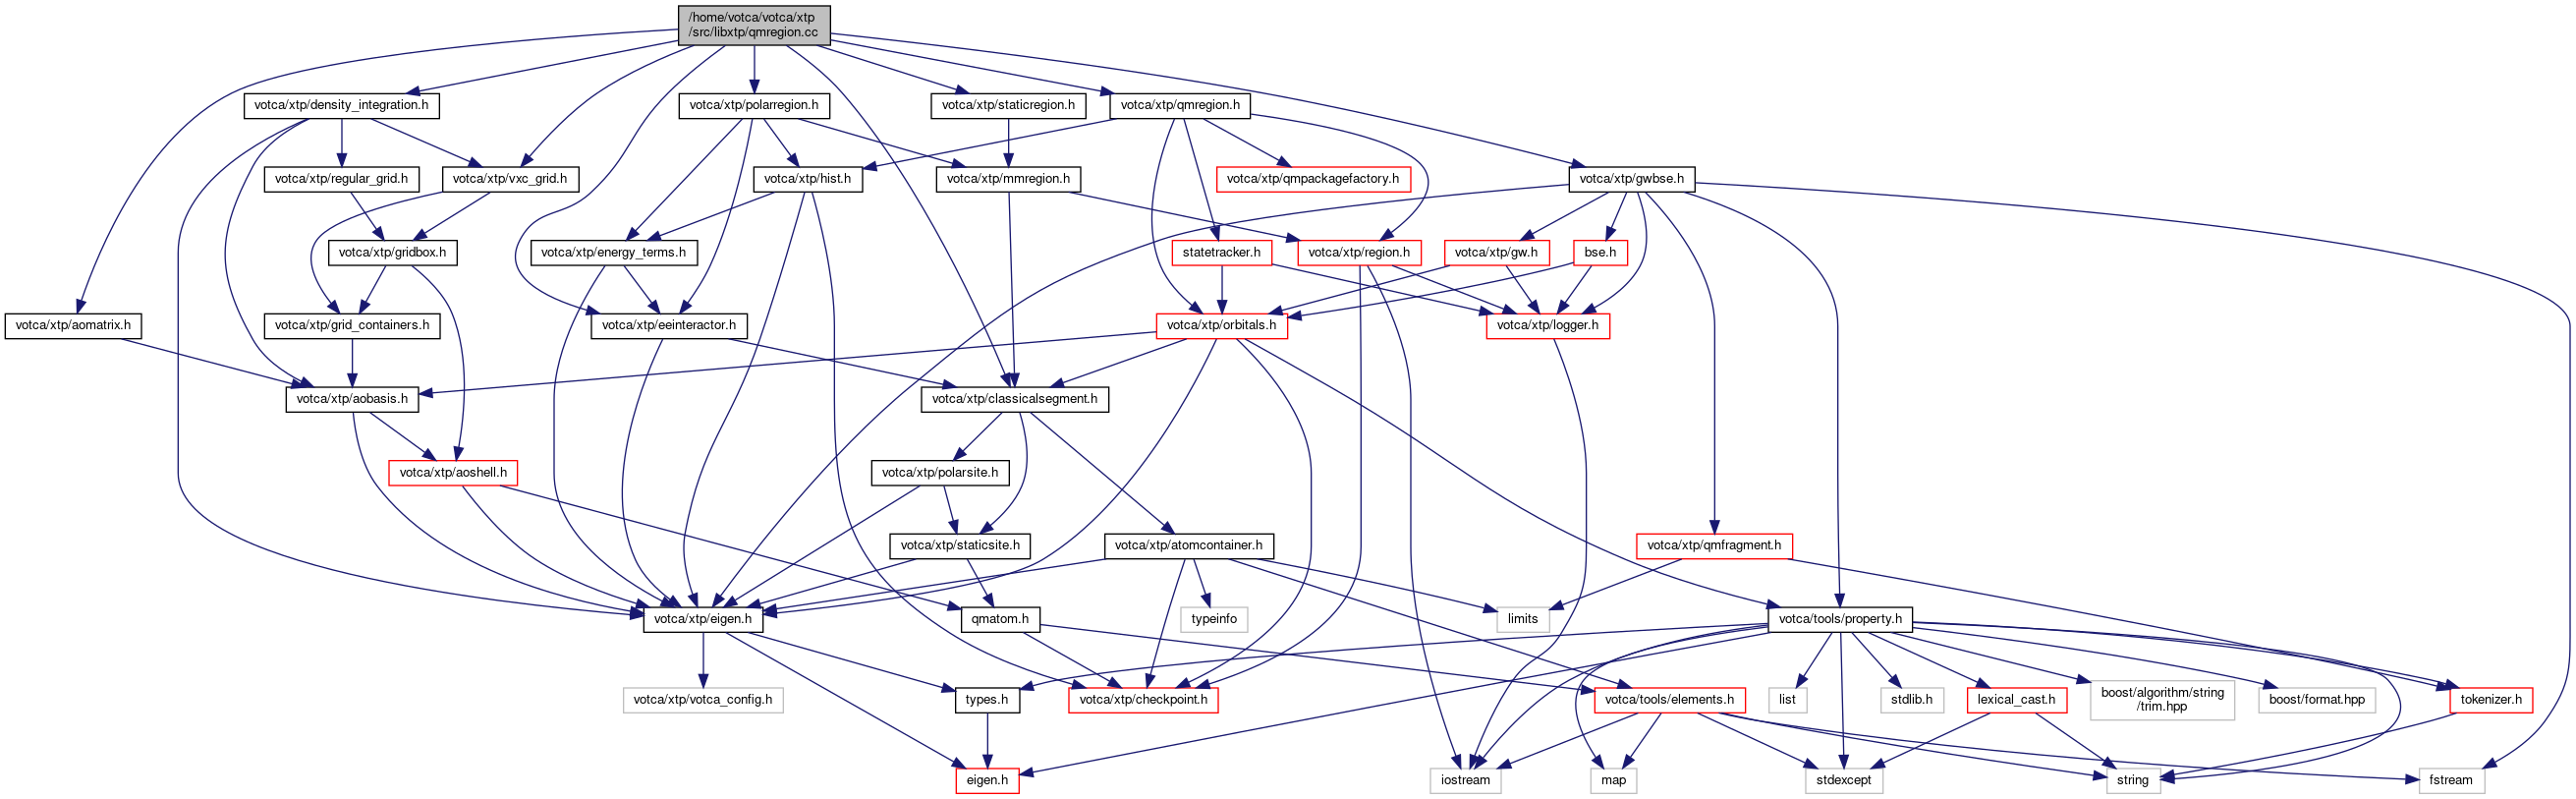 /home/votca/votca/xtp
/src/libxtp/qmregion.cc
votca/xtp/density_integration.h
votca/xtp/polarregion.h
votca/xtp/staticregion.h
votca/xtp/qmregion.h
votca/xtp/regular_grid.h
votca/xtp/vxc_grid.h
votca/xtp/hist.h
votca/xtp/mmregion.h
votca/xtp/qmpackagefactory.h
votca/xtp/gwbse.h
votca/xtp/gridbox.h
votca/xtp/energy_terms.h
statetracker.h
votca/xtp/region.h
votca/xtp/gw.h
bse.h
votca/xtp/aomatrix.h
votca/xtp/grid_containers.h
votca/xtp/eeinteractor.h
votca/xtp/orbitals.h
votca/xtp/logger.h
votca/xtp/aobasis.h
votca/xtp/classicalsegment.h
votca/xtp/aoshell.h
votca/xtp/polarsite.h
votca/xtp/staticsite.h
votca/xtp/atomcontainer.h
votca/xtp/qmfragment.h
votca/xtp/eigen.h
qmatom.h
typeinfo
limits
votca/tools/property.h
votca/xtp/votca_config.h
types.h
votca/xtp/checkpoint.h
votca/tools/elements.h
list
stdlib.h
lexical_cast.h
boost/algorithm/string
/trim.hpp
boost/format.hpp
tokenizer.h
eigen.h
iostream
map
stdexcept
string
fstream